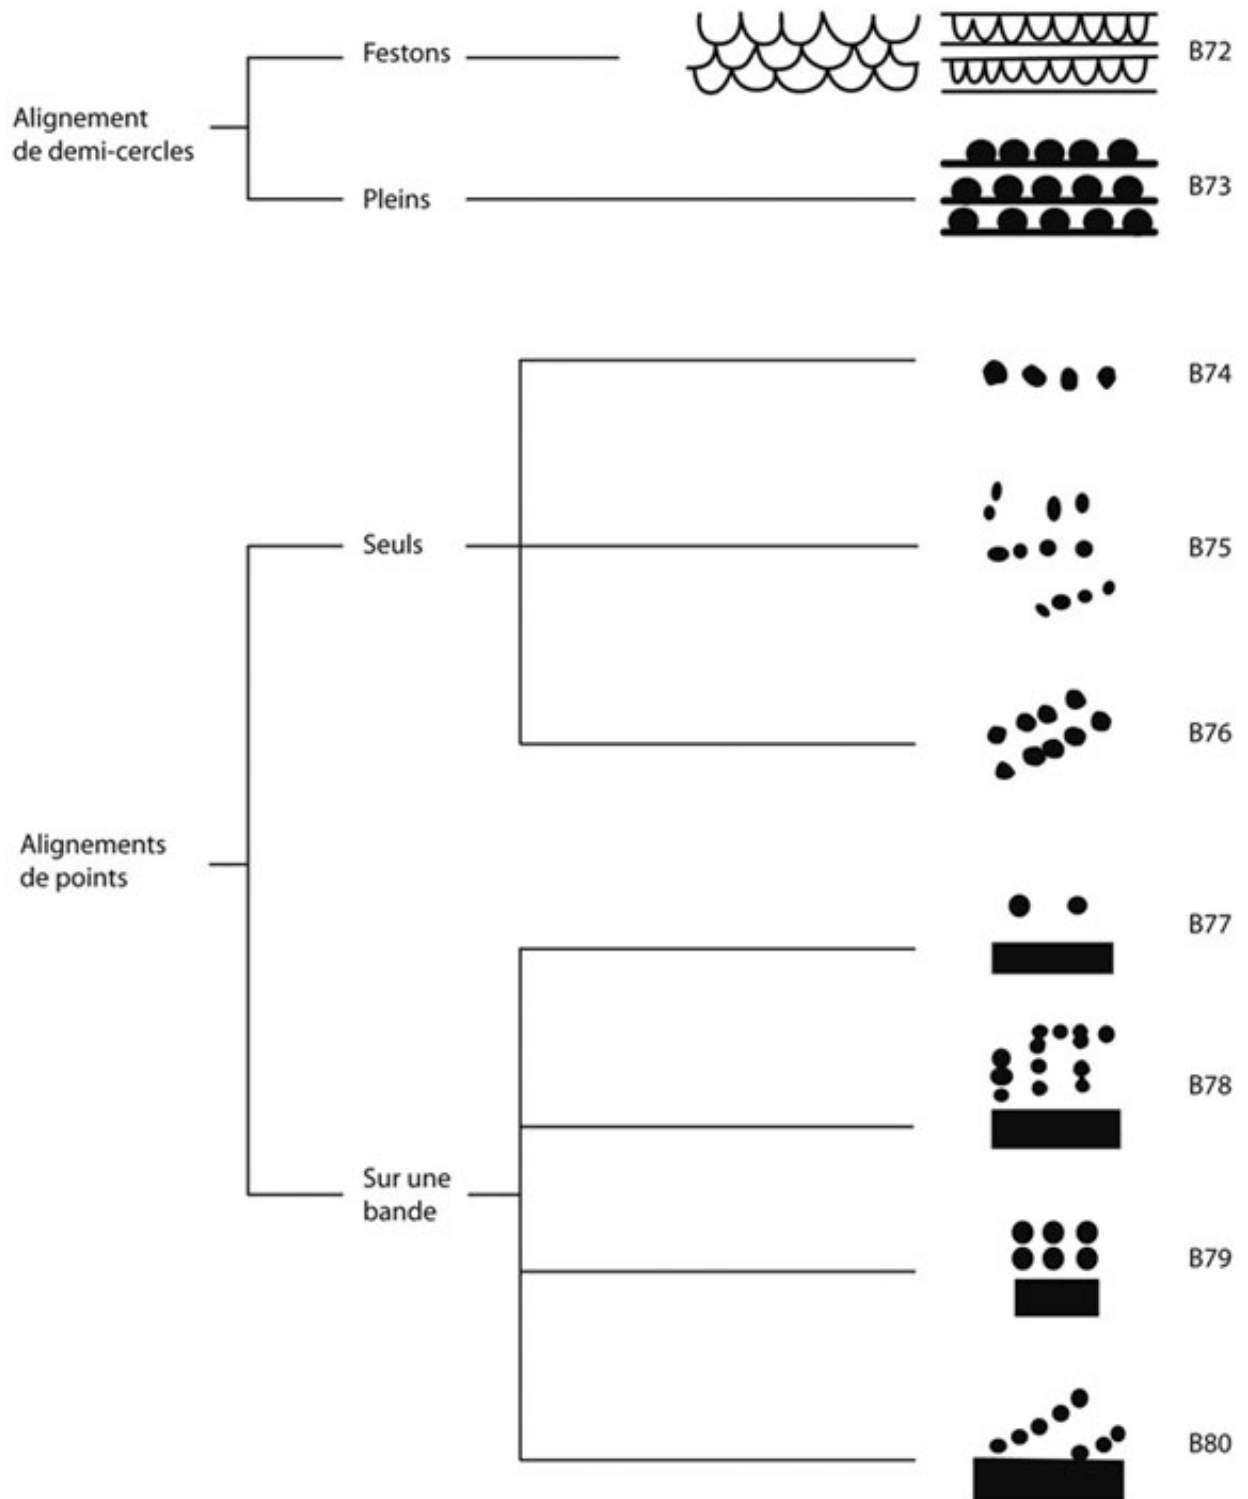 Festons
B72
Alignement
de demi-cercles
Pleins
B73
B74
Seuls
B75
B76
Alignements
de points
B77
B78
Sur une
bande
B79
B80